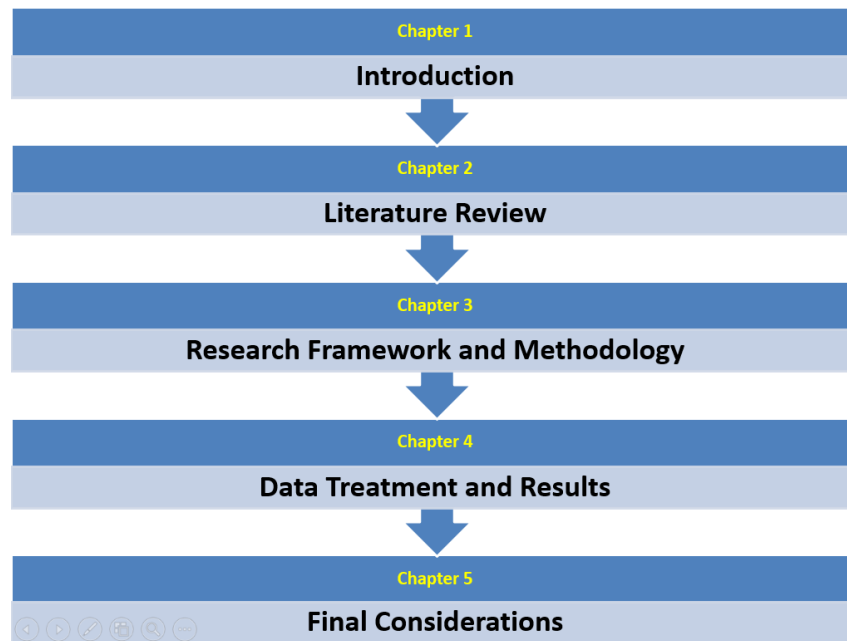 Chapter 1
Introduction
Chapter 2
Literature Review
Chapter 3
Research Framework and Methodology
Chapter 4
Data Treatment and Results
Chapter 5
Final Considerations